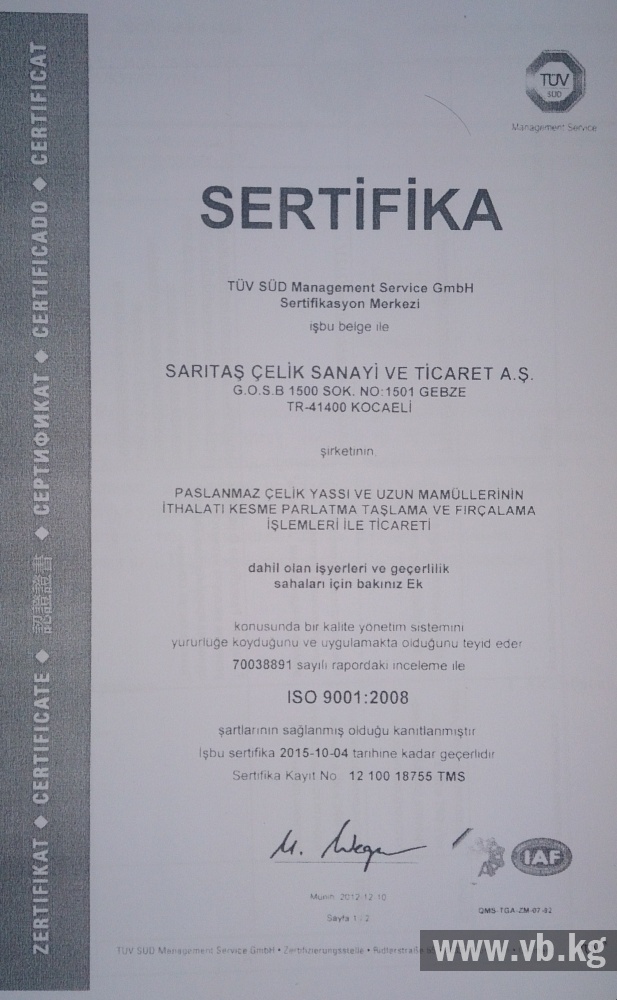 ZERTIFIKAT ◆ CERTIFICATE ◆ 認證證書 ◆ СЕРТИФИКАТ ◆ CERTIFICADO ◆ CERTIFICAT
TÜV
SÜD
Management Service
SERTİFİKA
TÜV SÜD Management Service GmbH
Sertifikasyon Merkezi
işbu belge ile
SARITAŞ ÇELİK SANAYİ VE TİCARET A.Ş.
G.O.S.B 1500 SOK. NO:1501 GEBZE
TR-41400 KOCAELİ
şirketinin
PASLANMAZ ÇELİK YASSI VE UZUN MAMÜLLERİNİN
İTHALATI KESME PARLATMA TAŞLAMA VE FIRÇALAMA
İŞLEMLERİ İLE TİCARETİ
dahil olan işyerleri ve geçerlilik
sahaları için bakınız Ek
konusunda bir kalite yönetim sistemini
yürürlüğe koyduğunu ve uygulamakta olduğunu teyid eder
70038891 sayılı rapordaki inceleme ile
ISO 9001:2008
şartlarının sağlanmış olduğu kanıtlanmıştır
İşbu sertifika 2015-10-04 tarihine kadar geçerlidir
Sertifika Kayıt No 12 100 18755 TMS
IAF
Münih, 2012-12-10
QMS-TGA-ZM-07-92
Sayfa 1 / 2
TÜV SÜD Management Service GmbH • Zertifizierungsstelle • Ridlerstraße
www.vb.kg